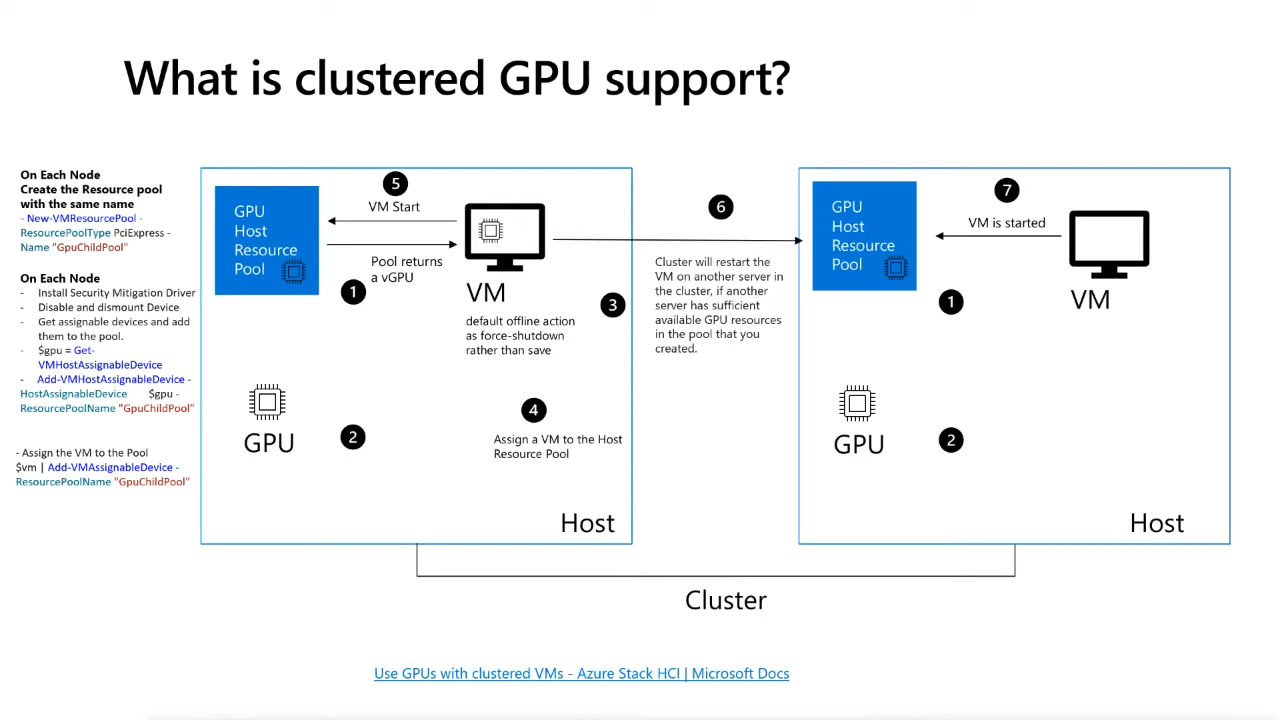 What is clustered GPU support?
On Each Node
Create the Resource pool
with the same name
- New-VMResourcePool -
ResourcePoolType PciExpress -
Name "GpuChildPool"
On Each Node
- Install Security Mitigation Driver
- Disable and dismount Device
- Get assignable devices and add
them to the pool.
- $gpu = Get-
VMHostAssignableDevice
- Add-VMHostAssignableDevice -
HostAssignableDevice $gpu -
ResourcePoolName "GpuChildPool"
- Assign the VM to the Pool
$vm | Add-VMAssignableDevice -
ResourcePoolName "GpuChildPool"
GPU
Host
Resource
Pool
5
VM Start
Pool returns
a vGPU
1
VM
3
default offline action
as force-shutdown
rather than save
GPU
2
4
Assign a VM to the Host
Resource Pool
Host
6
Cluster will restart the
VM on another server in
the cluster, if another
server has sufficient
available GPU resources
in the pool that you
created.
GPU
Host
Resource
Pool
7
VM is started
1
VM
GPU
2
Host
Cluster
Use GPUs with clustered VMs - Azure Stack HCI | Microsoft Docs